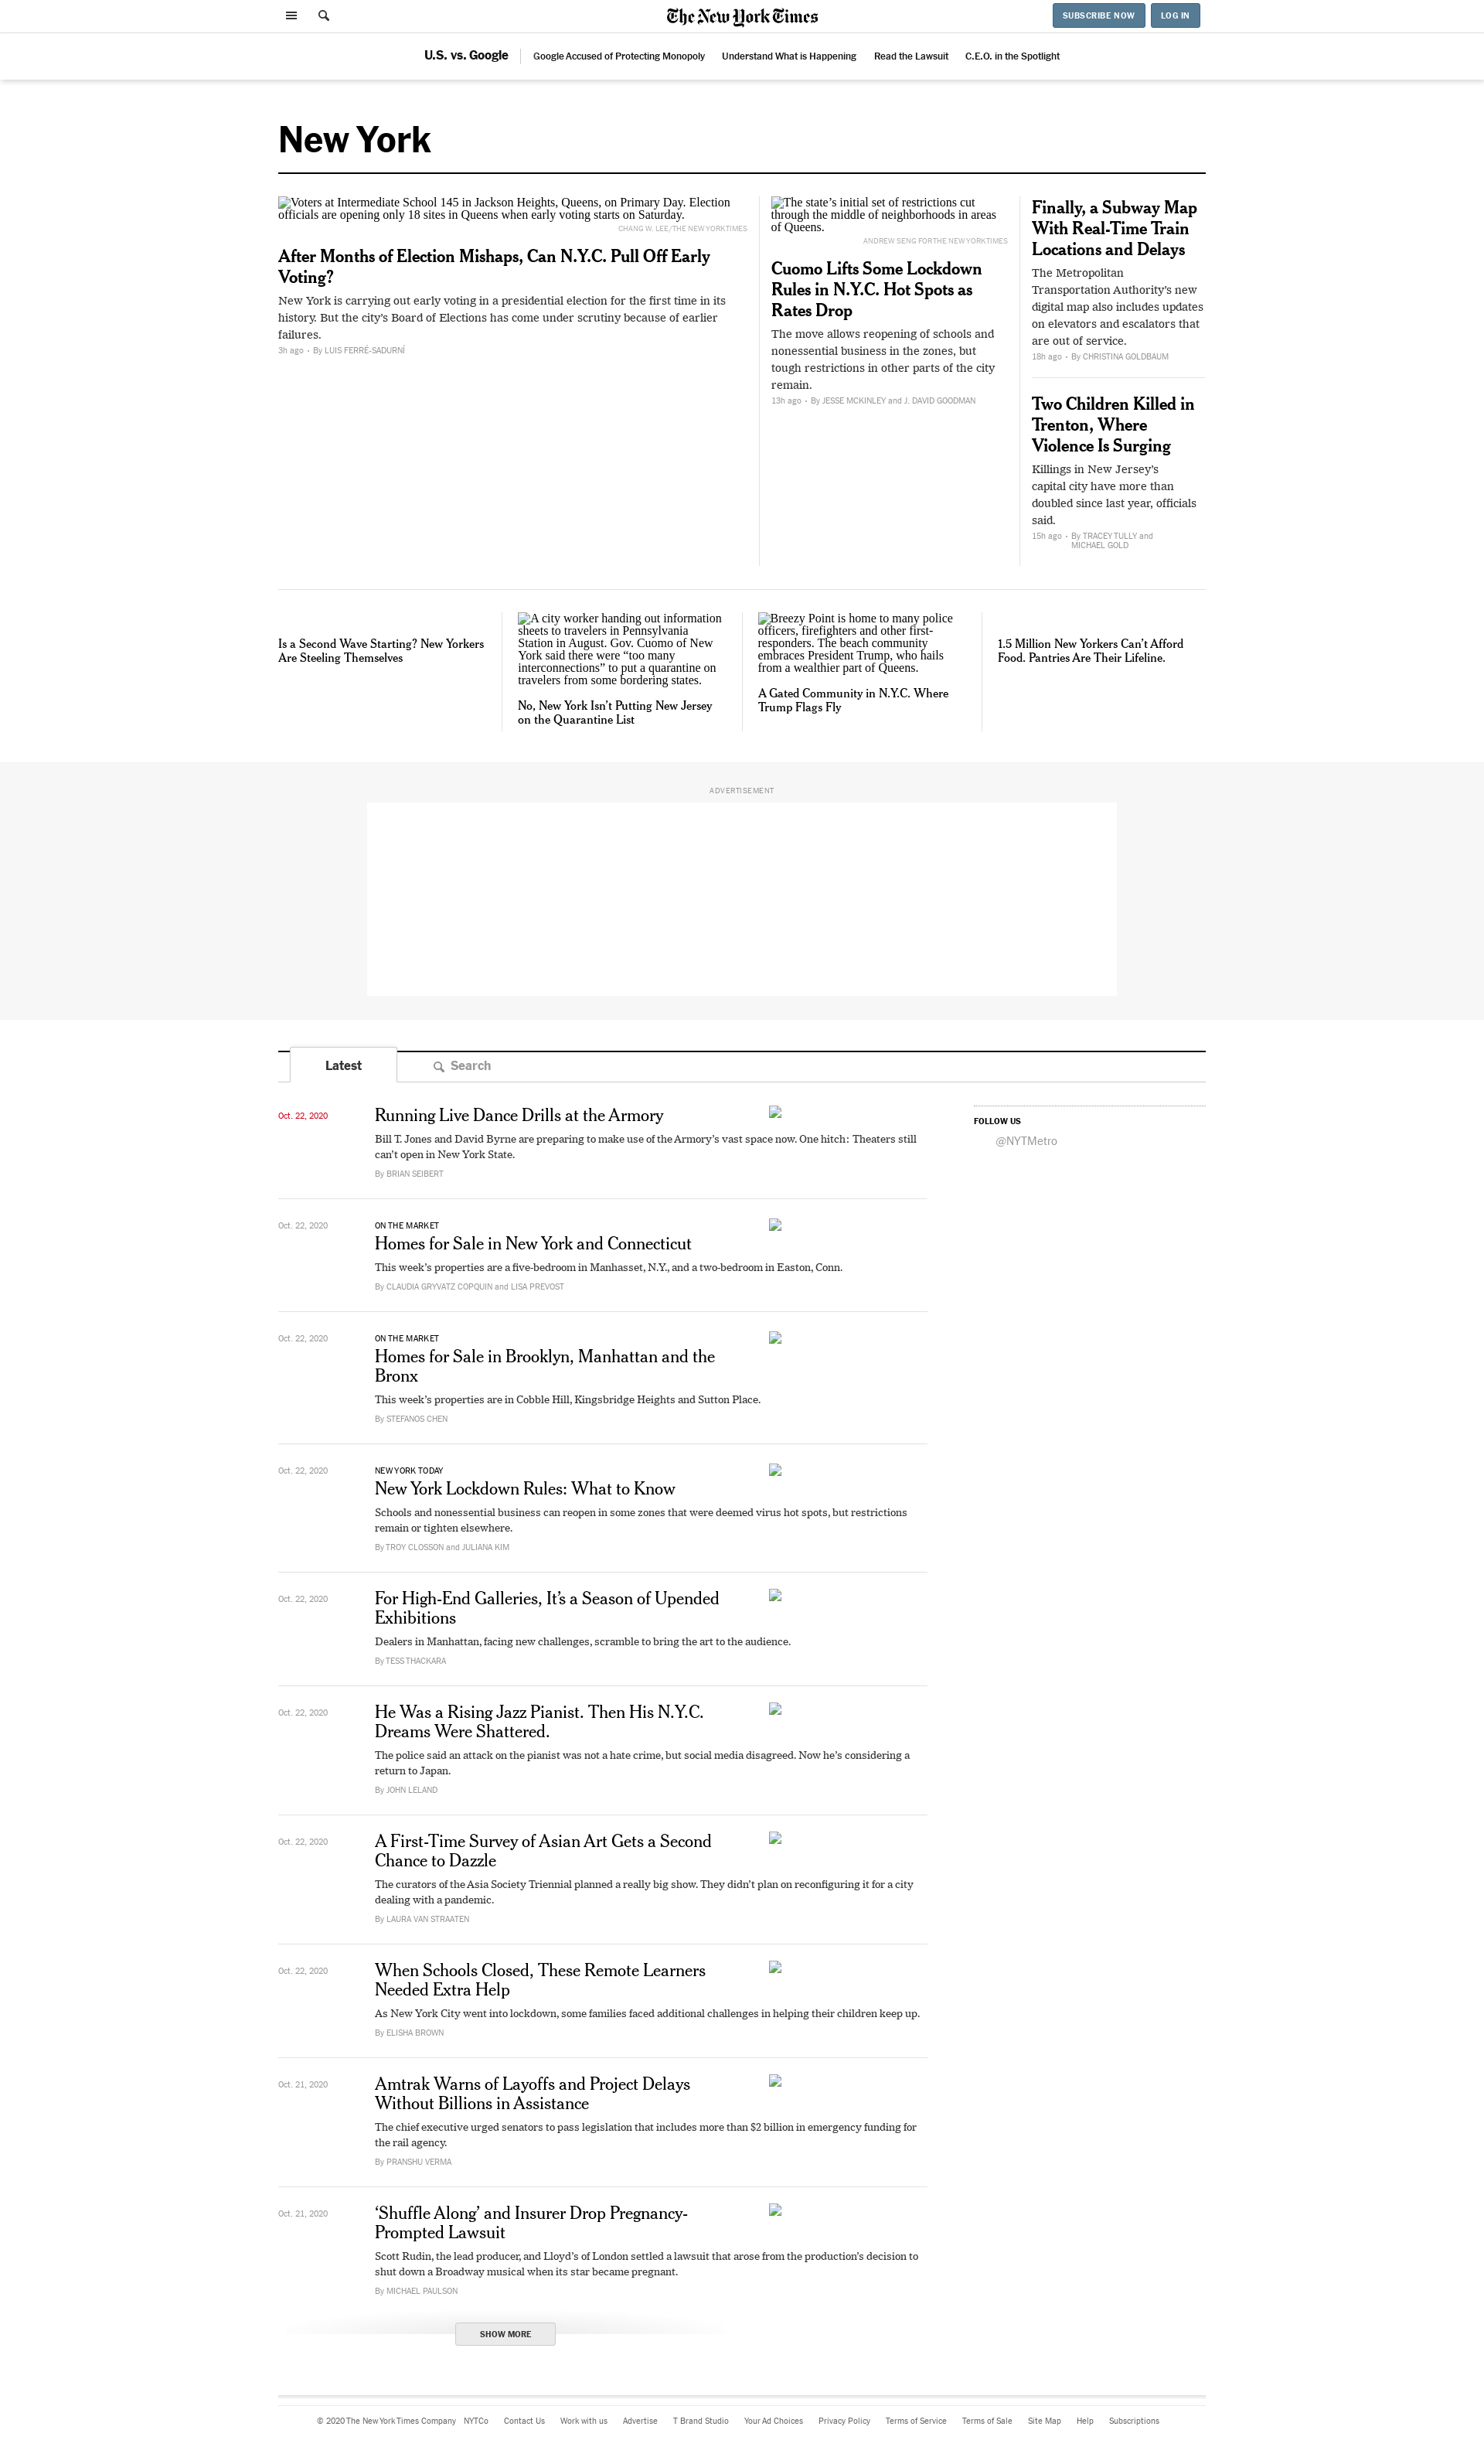 The New York Times
SUBSCRIBE NOW
LOG IN
U.S. vs. Google
Google Accused of Protecting Monopoly
Understand What is Happening
Read the Lawsuit
C.E.O. in the Spotlight
New York
Voters at Intermediate School 145 in Jackson Heights, Queens, on Primary Day. Election
officials are opening only 18 sites in Queens when early voting starts on Saturday.
CHANG W. LEE/THE NEW YORK TIMES
After Months of Election Mishaps, Can N.Y.C. Pull Off Early
Voting?
New York is carrying out early voting in a presidential election for the first time in its
history. But the city’s Board of Elections has come under scrutiny because of earlier
failures.
3h ago • By LUIS FERRÉ-SADURNÍ
The state’s initial set of restrictions cut
through the middle of neighborhoods in areas
of Queens.
ANDREW SENG FOR THE NEW YORK TIMES
Cuomo Lifts Some Lockdown
Rules in N.Y.C. Hot Spots as
Rates Drop
The move allows reopening of schools and
nonessential business in the zones, but
tough restrictions in other parts of the city
remain.
13h ago • By JESSE MCKINLEY and J. DAVID GOODMAN
Finally, a Subway Map
With Real-Time Train
Locations and Delays
The Metropolitan
Transportation Authority’s new
digital map also includes updates
on elevators and escalators that
are out of service.
18h ago • By CHRISTINA GOLDBAUM
Two Children Killed in
Trenton, Where
Violence Is Surging
Killings in New Jersey’s
capital city have more than
doubled since last year, officials
said.
15h ago • By TRACEY TULLY and
MICHAEL GOLD
Is a Second Wave Starting? New Yorkers
Are Steeling Themselves
A city worker handing out information
sheets to travelers in Pennsylvania
Station in August. Gov. Cuomo of New
York said there were “too many
interconnections” to put a quarantine on
travelers from some bordering states.
No, New York Isn’t Putting New Jersey
on the Quarantine List
Breezy Point is home to many police
officers, firefighters and other first-
responders. The beach community
embraces President Trump, who hails
from a wealthier part of Queens.
A Gated Community in N.Y.C. Where
Trump Flags Fly
1.5 Million New Yorkers Can’t Afford
Food. Pantries Are Their Lifeline.
ADVERTISEMENT
Latest
Search
Oct. 22, 2020
Running Live Dance Drills at the Armory
Bill T. Jones and David Byrne are preparing to make use of the Armory’s vast space now. One hitch: Theaters still
can’t open in New York State.
By BRIAN SEIBERT
FOLLOW US
@NYTMetro
Oct. 22, 2020
ON THE MARKET
Homes for Sale in New York and Connecticut
This week’s properties are a five-bedroom in Manhasset, N.Y., and a two-bedroom in Easton, Conn.
By CLAUDIA GRYVATZ COPQUIN and LISA PREVOST
Oct. 22, 2020
ON THE MARKET
Homes for Sale in Brooklyn, Manhattan and the
Bronx
This week’s properties are in Cobble Hill, Kingsbridge Heights and Sutton Place.
By STEFANOS CHEN
Oct. 22, 2020
NEW YORK TODAY
New York Lockdown Rules: What to Know
Schools and nonessential business can reopen in some zones that were deemed virus hot spots, but restrictions
remain or tighten elsewhere.
By TROY CLOSSON and JULIANA KIM
Oct. 22, 2020
For High-End Galleries, It’s a Season of Upended
Exhibitions
Dealers in Manhattan, facing new challenges, scramble to bring the art to the audience.
By TESS THACKARA
Oct. 22, 2020
He Was a Rising Jazz Pianist. Then His N.Y.C.
Dreams Were Shattered.
The police said an attack on the pianist was not a hate crime, but social media disagreed. Now he’s considering a
return to Japan.
By JOHN LELAND
Oct. 22, 2020
A First-Time Survey of Asian Art Gets a Second
Chance to Dazzle
The curators of the Asia Society Triennial planned a really big show. They didn’t plan on reconfiguring it for a city
dealing with a pandemic.
By LAURA VAN STRAATEN
Oct. 22, 2020
When Schools Closed, These Remote Learners
Needed Extra Help
As New York City went into lockdown, some families faced additional challenges in helping their children keep up.
By ELISHA BROWN
Oct. 21, 2020
Amtrak Warns of Layoffs and Project Delays
Without Billions in Assistance
The chief executive urged senators to pass legislation that includes more than $2 billion in emergency funding for
the rail agency.
By PRANSHU VERMA
Oct. 21, 2020
‘Shuffle Along’ and Insurer Drop Pregnancy-
Prompted Lawsuit
Scott Rudin, the lead producer, and Lloyd’s of London settled a lawsuit that arose from the production’s decision to
shut down a Broadway musical when its star became pregnant.
By MICHAEL PAULSON
SHOW MORE
© 2020 The New York Times Company
NYTCo
Contact Us
Work with us
Advertise
T Brand Studio
Your Ad Choices
Privacy Policy
Terms of Service
Terms of Sale
Site Map
Help
Subscriptions